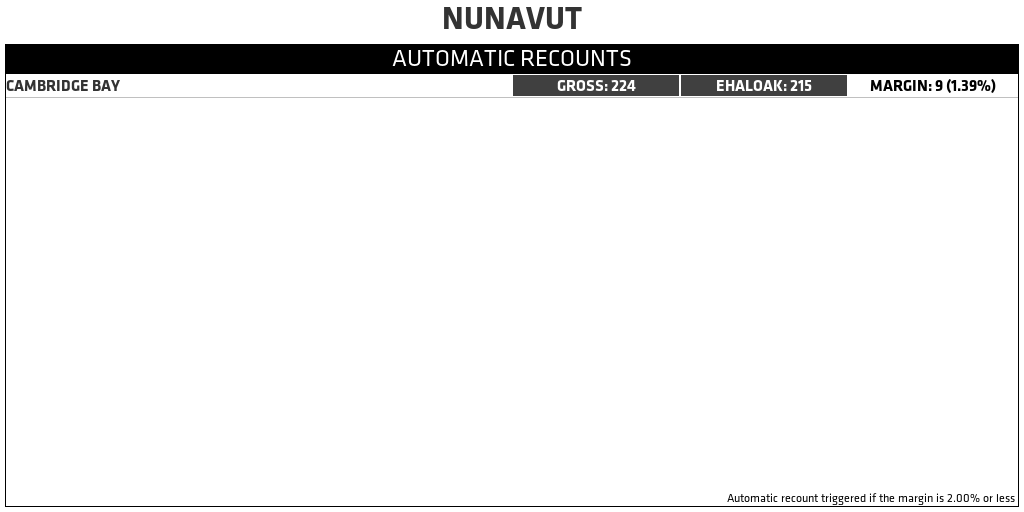 NUNAVUT
AUTOMATIC RECOUNTS
CAMBRIDGE BAY GROSS: 224 EHALOAK: 215 MARGIN: 9 (1.39%)
Automatic recount triggered if the margin is 2.00% or less